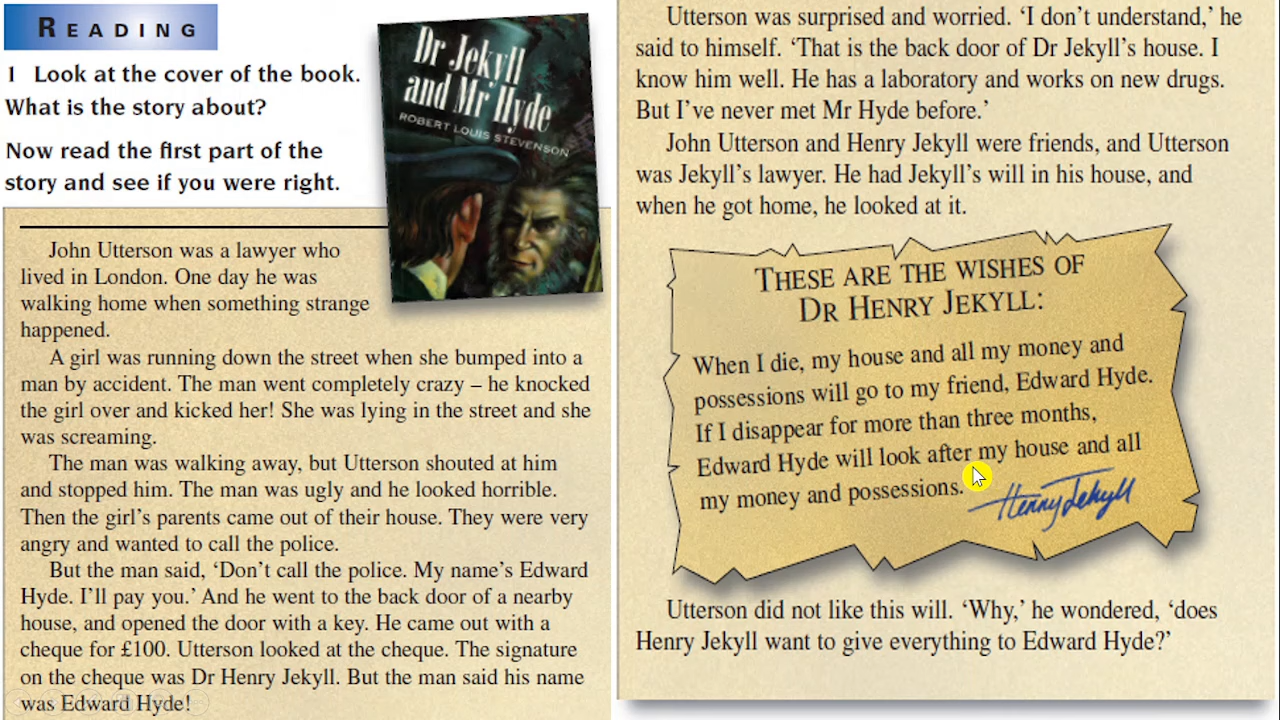 READING
1 Look at the cover of the book.
What is the story about?
Now read the first part of the
story and see if you were right.
Dr Jekyll
and Mr Hyde
ROBERT LOUIS STEVENSON
John Utterson was a lawyer who
lived in London. One day he was
walking home when something strange
happened.
A girl was running down the street when she bumped into a
man by accident. The man went completely crazy – he knocked
the girl over and kicked her! She was lying in the street and she
was screaming.
The man was walking away, but Utterson shouted at him
and stopped him. The man was ugly and he looked horrible.
Then the girl’s parents came out of their house. They were very
angry and wanted to call the police.
But the man said, ‘Don’t call the police. My name’s Edward
Hyde. I’ll pay you.’ And he went to the back door of a nearby
house, and opened the door with a key. He came out with a
cheque for £100. Utterson looked at the cheque. The signature
on the cheque was Dr Henry Jekyll. But the man said his name
was Edward Hyde!
Utterson was surprised and worried. ‘I don’t understand,’ he
said to himself. ‘That is the back door of Dr Jekyll’s house. I
know him well. He has a laboratory and works on new drugs.
But I’ve never met Mr Hyde before.’
John Utterson and Henry Jekyll were friends, and Utterson
was Jekyll’s lawyer. He had Jekyll’s will in his house, and
when he got home, he looked at it.
THESE ARE THE WISHES OF
DR HENRY JEKYLL:
When I die, my house and all my money and
possessions will go to my friend, Edward Hyde.
If I disappear for more than three months,
Edward Hyde will look after my house and all
my money and possessions.
Henry Jekyll
Utterson did not like this will. ‘Why,’ he wondered, ‘does
Henry Jekyll want to give everything to Edward Hyde?’